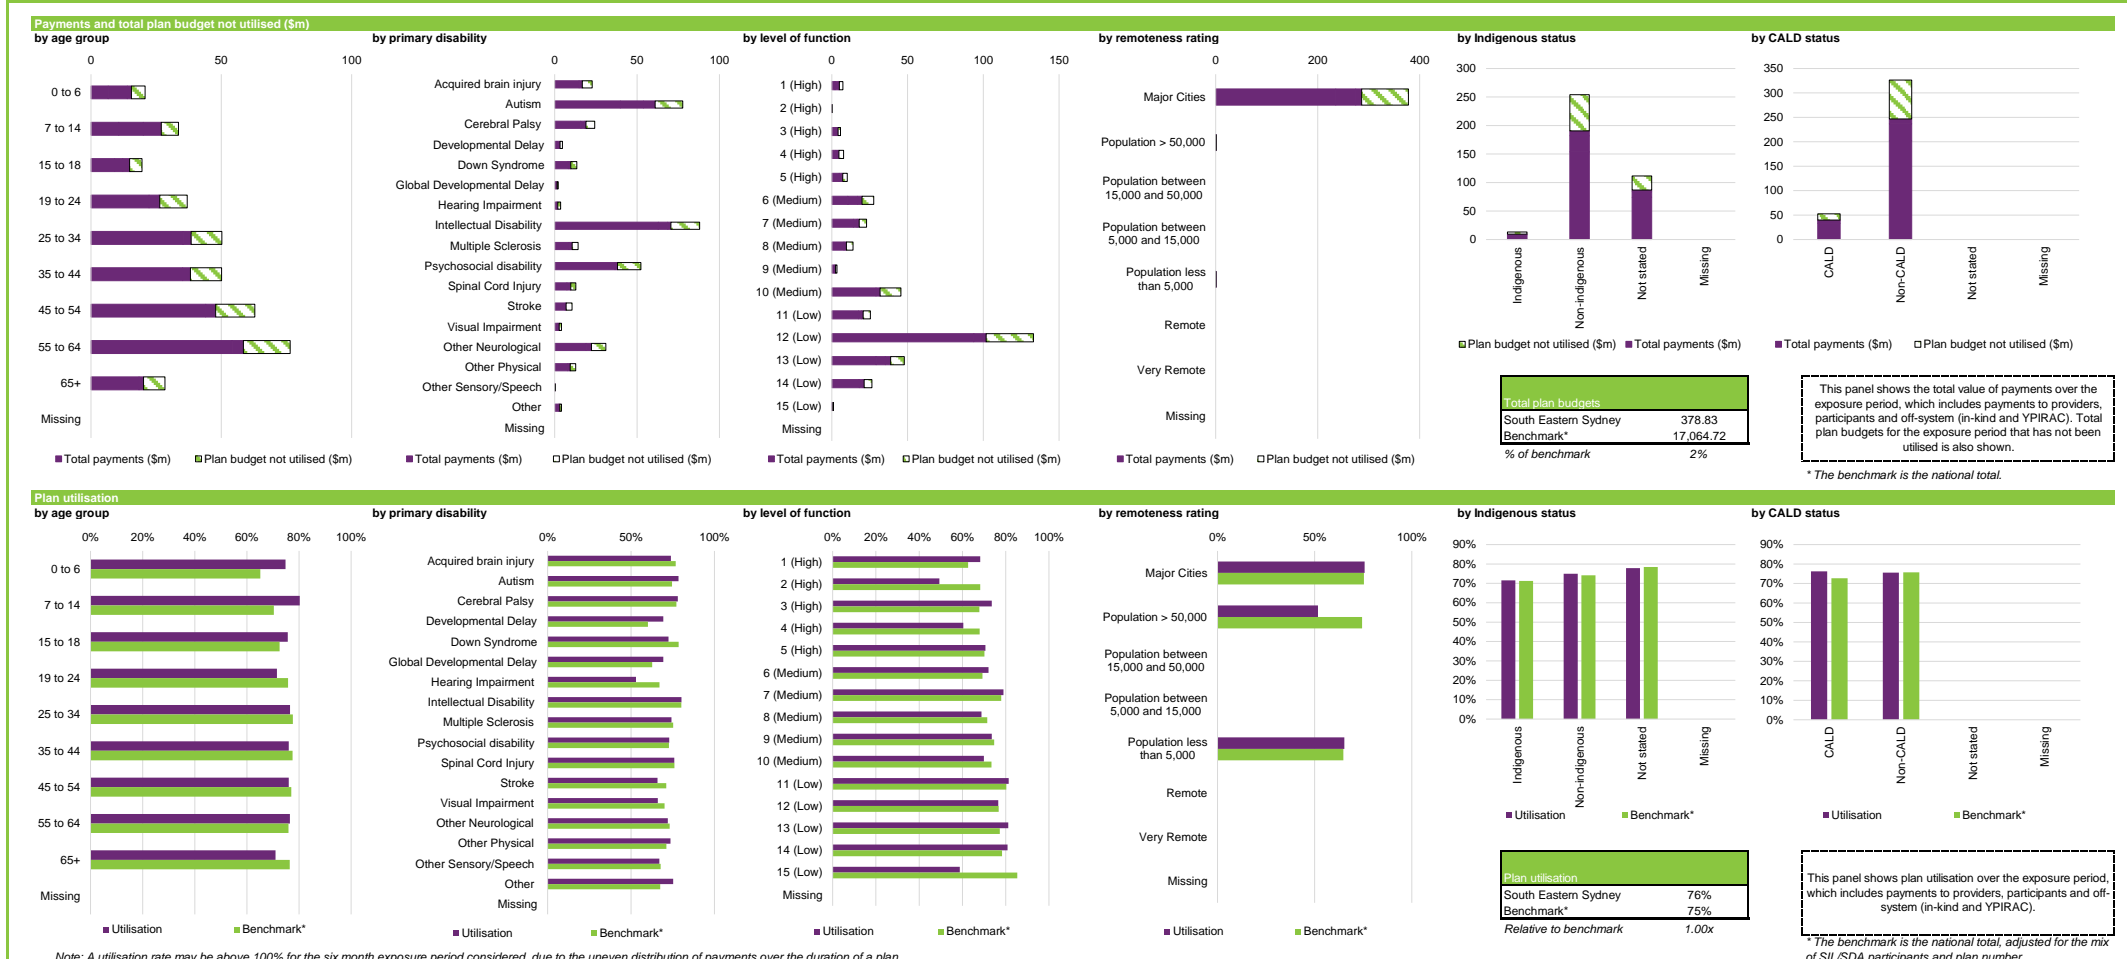 Payments and total plan budget not utilised ($m)
by age group
0 50 100
0 to 6
7 to 14
15 to 18
19 to 24
25 to 34
35 to 44
45 to 54
55 to 64
65+
Missing
Total payments ($m) Plan budget not utilised ($m)
by primary disability
0 50 100
Acquired brain injury
Autism
Cerebral Palsy
Developmental Delay
Down Syndrome
Global Developmental Delay
Hearing Impairment
Intellectual Disability
Multiple Sclerosis
Psychosocial disability
Spinal Cord Injury
Stroke
Visual Impairment
Other Neurological
Other Physical
Other Sensory/Speech
Other
Missing
Total payments ($m) Plan budget not utilised ($m)
by level of function
0 50 100 150
1 (High)
2 (High)
3 (High)
4 (High)
5 (High)
6 (Medium)
7 (Medium)
8 (Medium)
9 (Medium)
10 (Medium)
11 (Low)
12 (Low)
13 (Low)
14 (Low)
15 (Low)
Missing
Total payments ($m) Plan budget not utilised ($m)
by remoteness rating
0 200 400
Major Cities
Population > 50,000
Population between
15,000 and 50,000
Population between
5,000 and 15,000
Population less
than 5,000
Remote
Very Remote
Missing
Total payments ($m) Plan budget not utilised ($m)
by Indigenous status
300
250
200
150
100
50
0
Indigenous
Non-indigenous
Not stated
Missing
Plan budget not utilised ($m) Total payments ($m)
Total plan budgets
South Eastern Sydney 378.83
Benchmark* 17,064.72
% of benchmark 2%
by CALD status
350
300
250
200
150
100
50
0
CALD
Non-CALD
Not stated
Missing
Total payments ($m) Plan budget not utilised ($m)
This panel shows the total value of payments over the
exposure period, which includes payments to providers,
participants and off-system (in-kind and YPIRAC). Total
plan budgets for the exposure period that has not been
utilised is also shown.
* The benchmark is the national total.
Plan utilisation
by age group
0% 20% 40% 60% 80% 100%
0 to 6
7 to 14
15 to 18
19 to 24
25 to 34
35 to 44
45 to 54
55 to 64
65+
Missing
Utilisation Benchmark*
by primary disability
0% 50% 100%
Acquired brain injury
Autism
Cerebral Palsy
Developmental Delay
Down Syndrome
Global Developmental Delay
Hearing Impairment
Intellectual Disability
Multiple Sclerosis
Psychosocial disability
Spinal Cord Injury
Stroke
Visual Impairment
Other Neurological
Other Physical
Other Sensory/Speech
Other
Missing
Utilisation Benchmark*
by level of function
0% 20% 40% 60% 80% 100%
1 (High)
2 (High)
3 (High)
4 (High)
5 (High)
6 (Medium)
7 (Medium)
8 (Medium)
9 (Medium)
10 (Medium)
11 (Low)
12 (Low)
13 (Low)
14 (Low)
15 (Low)
Missing
Utilisation Benchmark*
by remoteness rating
0% 50% 100%
Major Cities
Population > 50,000
Population between
15,000 and 50,000
Population between
5,000 and 15,000
Population less
than 5,000
Remote
Very Remote
Missing
Utilisation Benchmark*
by Indigenous status
90%
80%
70%
60%
50%
40%
30%
20%
10%
0%
Indigenous
Non-indigenous
Not stated
Missing
Utilisation Benchmark*
Plan utilisation
South Eastern Sydney 76%
Benchmark* 75%
Relative to benchmark 1.00x
by CALD status
90%
80%
70%
60%
50%
40%
30%
20%
10%
0%
CALD
Non-CALD
Not stated
Missing
Utilisation Benchmark*
This panel shows plan utilisation over the exposure period,
which includes payments to providers, participants and off-
system (in-kind and YPIRAC).
* The benchmark is the national total, adjusted for the mix
of SIL/SDA participants and plan number.
Note: A utilisation rate may be above 100% for the six month exposure period considered, due to the uneven distribution of payments over the duration of a plan.